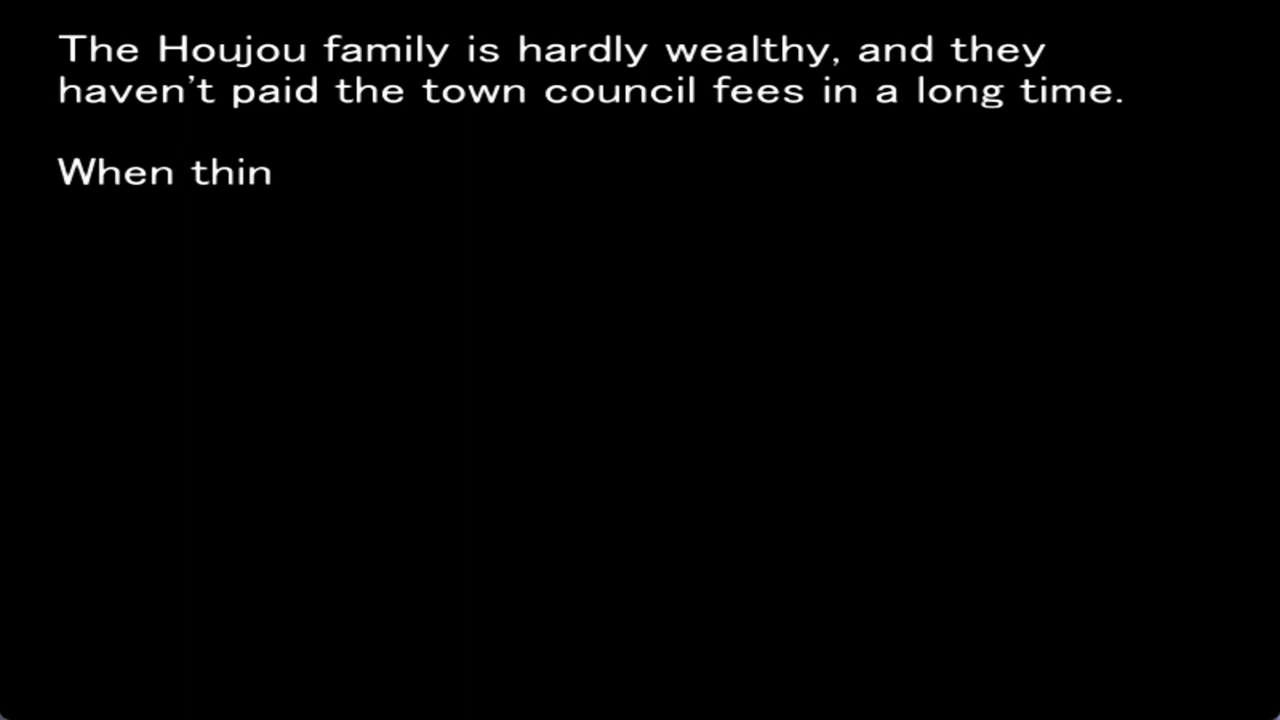 The Houjou family is hardly wealthy, and they
haven't paid the town council fees in a long time.
When thin